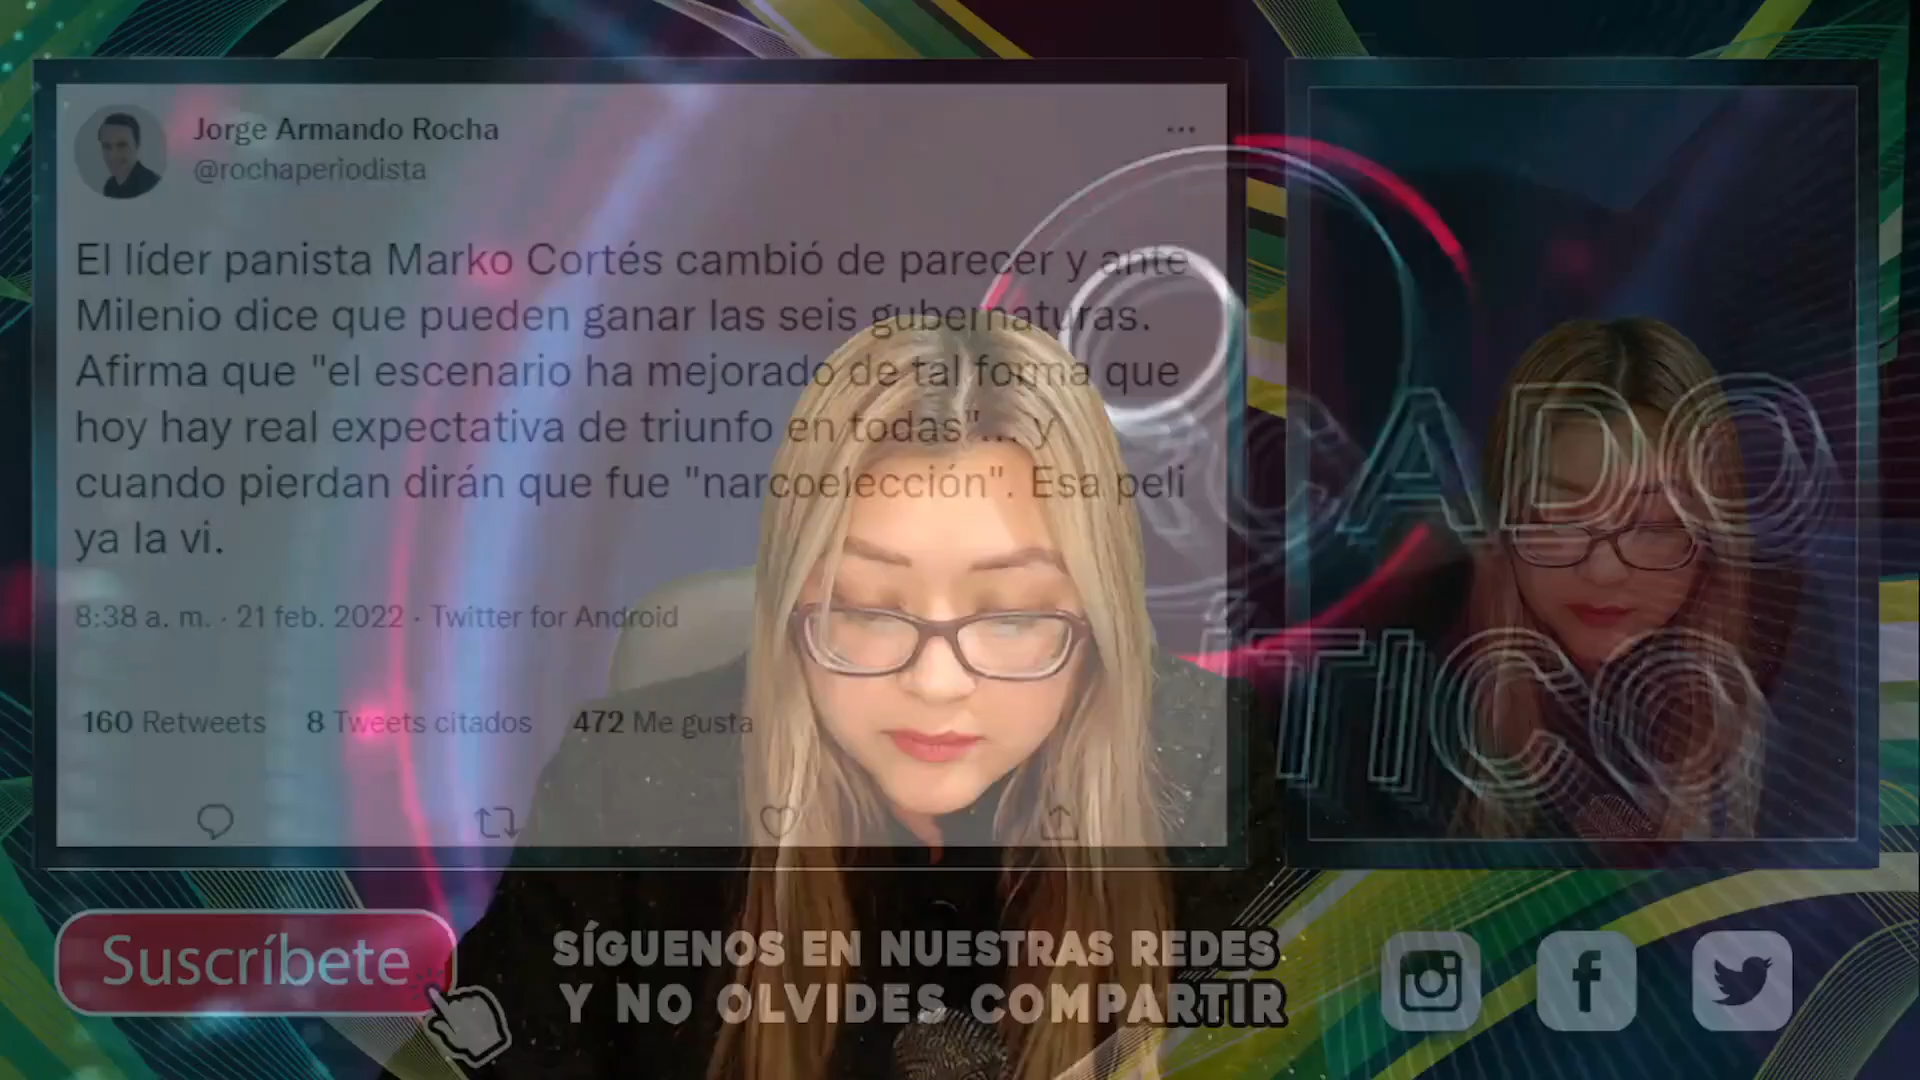 Jorge Armando Rocha
@rochaperiodista
El líder panista Marko Cortés cambió de parecer y ante
Milenio dice que pueden ganar las seis gubernaturas.
Afirma que "el escenario ha mejorado de tal forma que
hoy hay real expectativa de triunfo en todas"... y
cuando pierdan dirán que fue "narcoelección". Esa peli
ya la vi.
8:38 a. m. · 21 feb. 2022 · Twitter for Android
160 Retweets 8 Tweets citados 472 Me gusta
CADO
ÍTICO
Suscríbete
SÍGUENOS EN NUESTRAS REDES
Y NO OLVIDES COMPARTIR